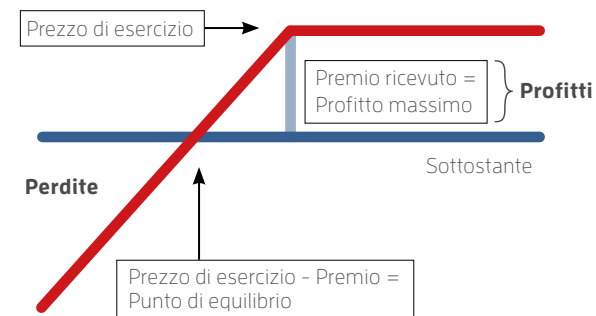 Prezzo di esercizio
Premio ricevuto =
Profitto massimo
Profitti
Sottostante
Perdite
Prezzo di esercizio - Premio =
Punto di equilibrio